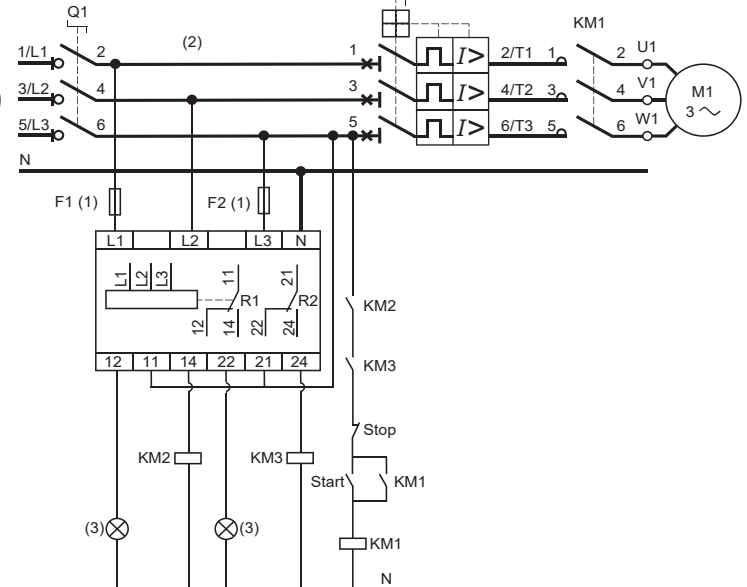 Q1
KM1
1/L1 2 (2) 1 I> 2/T1 1 2 U1
3/L2 4 3 I> 4/T2 3 4 V1
5/L3 6 5 I> 6/T3 5 6 W1
M1
3
N
F1 (1) F2 (1)
L1 L2 L3 N
L1 L2 L3 11 21
R1 R2
12 14 22 24
KM2
12 11 14 22 21 24
KM3
Stop
KM2 KM3
Start KM1
(3) (3)
KM1
N